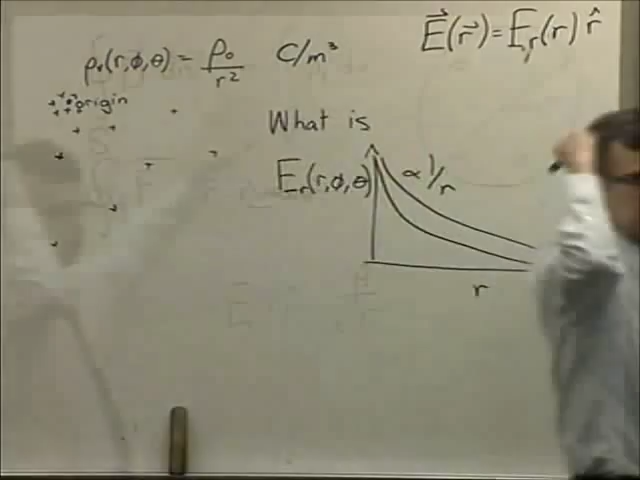 ρᵥ(r,φ,θ) = ρ₀/r² C/m³
E⃗(r⃗) = Eᵣ(r) r̂
origin
What is
Eᵣ(r,φ,θ)
∝ 1/r
r